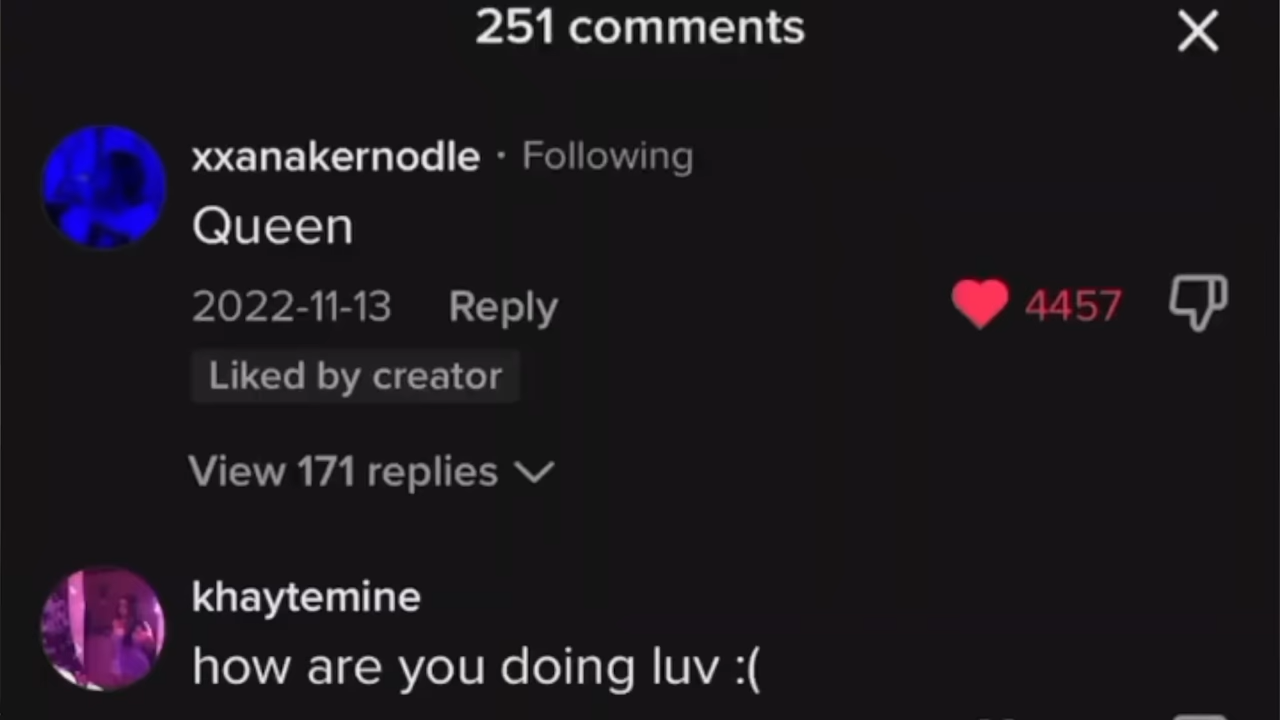 251 comments
xxanakernodle · Following
Queen
2022-11-13 Reply
4457
Liked by creator
View 171 replies
khaytemine
how are you doing luv :(